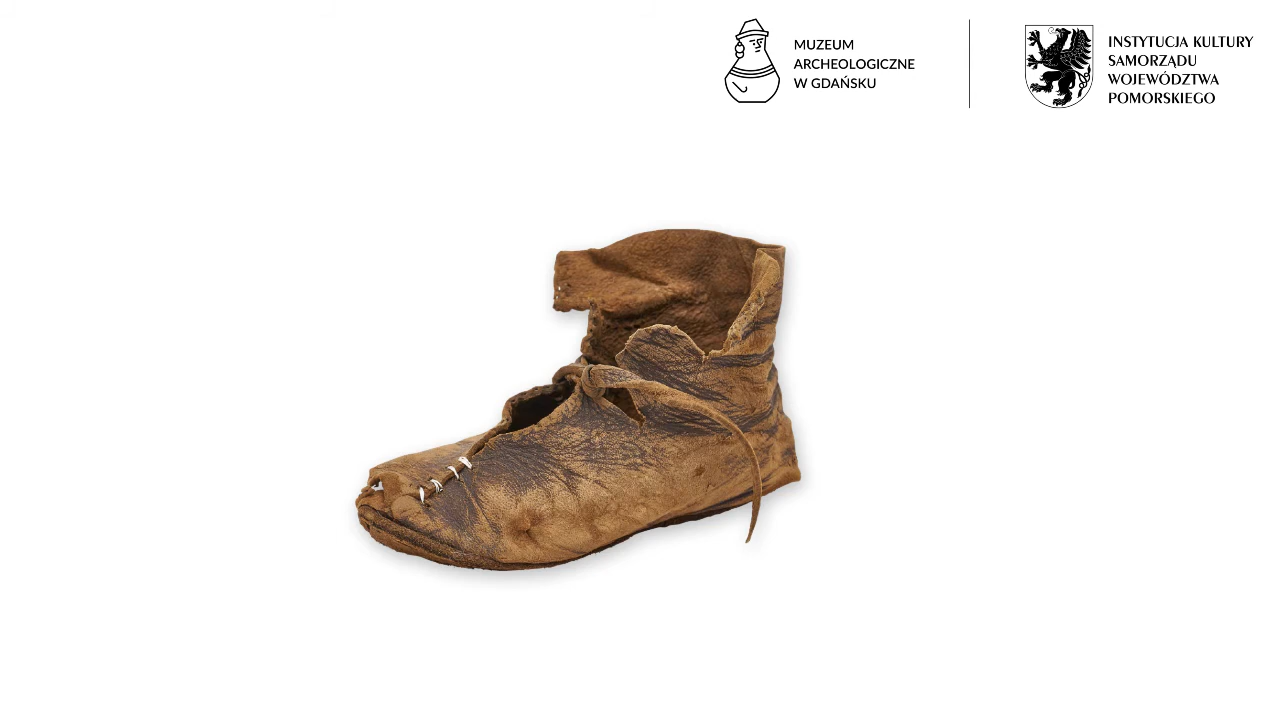 MUZEUM
ARCHEOLOGICZNE
W GDAŃSKU
INSTYTUCJA KULTURY
SAMORZĄDU
WOJEWÓDZTWA
POMORSKIEGO